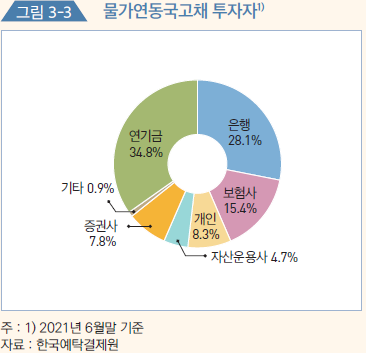 그림 3-3 물가연동국고채 투자자1)
은행
28.1%
보험사
15.4%
개인
8.3%
자산운용사 4.7%
증권사
7.8%
기타 0.9%
연기금
34.8%
주 : 1) 2021년 6월말 기준
자료 : 한국예탁결제원